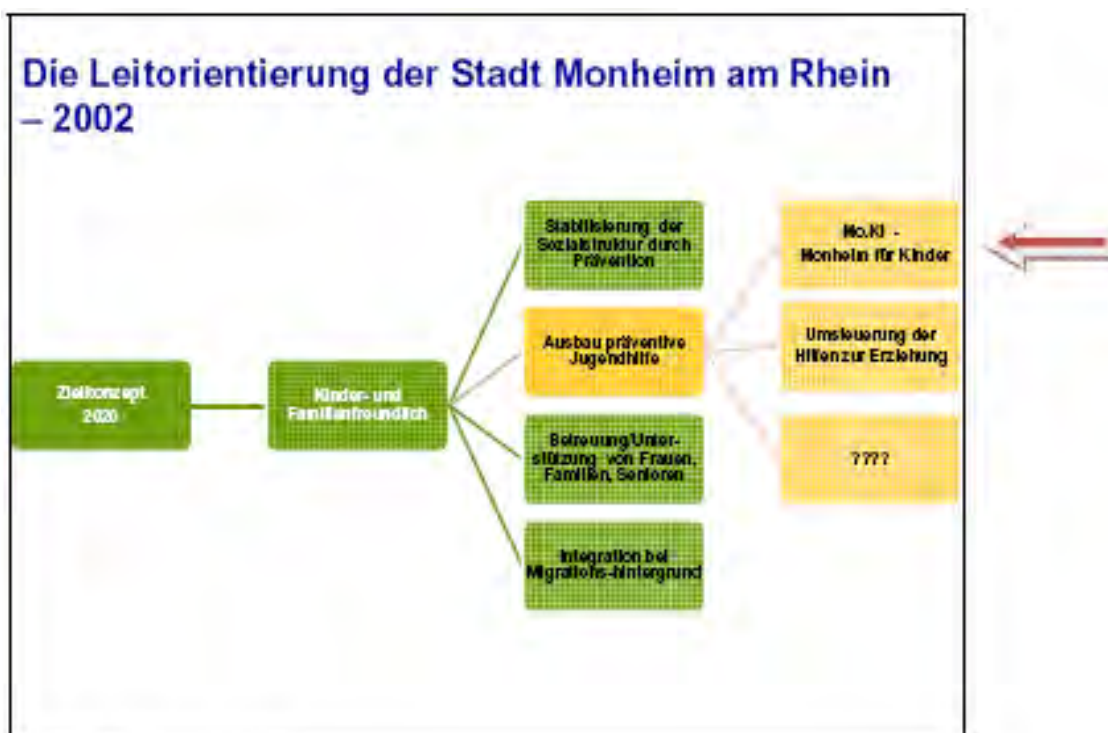 Die Leitorientierung der Stadt Monheim am Rhein
– 2002
Zielkonzept
2020
Kinder- und
Familienfreundlich
Stabilisierung der
Sozialstruktur durch
Prävention
Ausbau präventive
Jugendhilfe
Betreuung/Unter-
stützung von Frauen,
Familien, Senioren
Integration bei
Migrations-hintergrund
Mo.Ki -
Monheim für Kinder
Umsteuerung der
Hilfen zur Erziehung
????